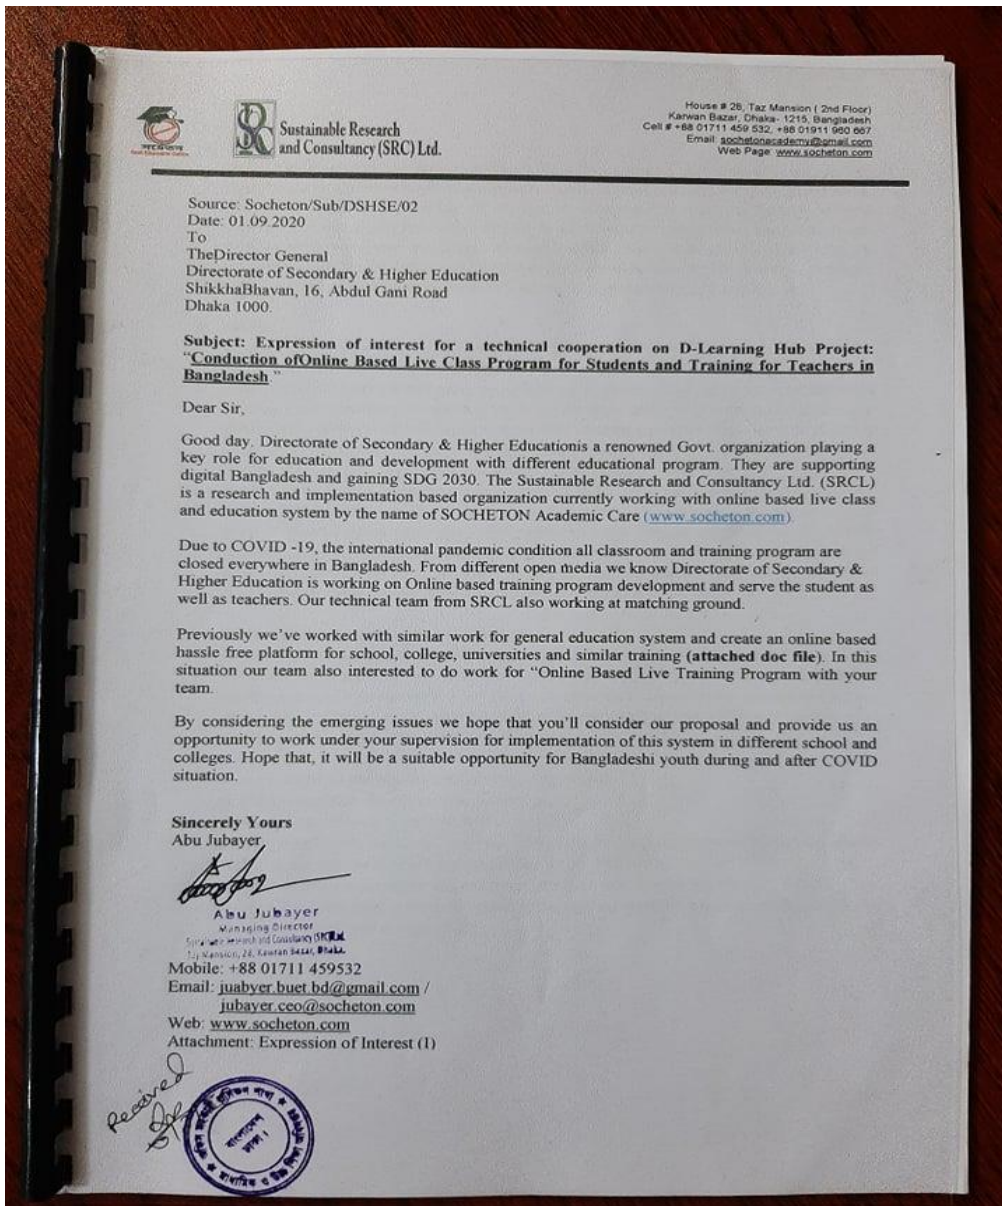 সচেতন
Sustainable Research
and Consultancy (SRC) Ltd.
House # 28, Taz Mansion ( 2nd Floor)
Karwan Bazar, Dhaka- 1215, Bangladesh
Cell # +88 01711 459 532, +88 01911 960 667
Email: sochetonacademy@gmail.com
Web Page: www.socheton.com
Source: Socheton/Sub/DSHSE/02
Date: 01.09.2020
To
TheDirector General
Directorate of Secondary & Higher Education
ShikkhaBhavan, 16, Abdul Gani Road
Dhaka 1000.
Subject: Expression of interest for a technical cooperation on D-Learning Hub Project:
"Conduction ofOnline Based Live Class Program for Students and Training for Teachers in
Bangladesh."
Dear Sir,
Good day. Directorate of Secondary & Higher Educationis a renowned Govt. organization playing a
key role for education and development with different educational program. They are supporting
digital Bangladesh and gaining SDG 2030. The Sustainable Research and Consultancy Ltd. (SRCL)
is a research and implementation based organization currently working with online based live class
and education system by the name of SOCHETON Academic Care (www.socheton.com).
Due to COVID -19, the international pandemic condition all classroom and training program are
closed everywhere in Bangladesh. From different open media we know Directorate of Secondary &
Higher Education is working on Online based training program development and serve the student as
well as teachers. Our technical team from SRCL also working at matching ground.
Previously we've worked with similar work for general education system and create an online based
hassle free platform for school, college, universities and similar training (attached doc file). In this
situation our team also interested to do work for "Online Based Live Training Program with your
team.
By considering the emerging issues we hope that you'll consider our proposal and provide us an
opportunity to work under your supervision for implementation of this system in different school and
colleges. Hope that, it will be a suitable opportunity for Bangladeshi youth during and after COVID
situation.
Sincerely Yours
Abu Jubayer
Abu Jubayer
Managing Director
Sustainable Research and Consultancy (SRC) Ltd.
Taj Mansion, 28, Kawran Bazar, Dhaka.
Mobile: +88 01711 459532
Email: juabyer.buet.bd@gmail.com /
jubayer.ceo@socheton.com
Web: www.socheton.com
Attachment: Expression of Interest (1)
Received
বাংলাদেশ
ঢাকা।
মাধ্যমিক ও উচ্চ শিক্ষা